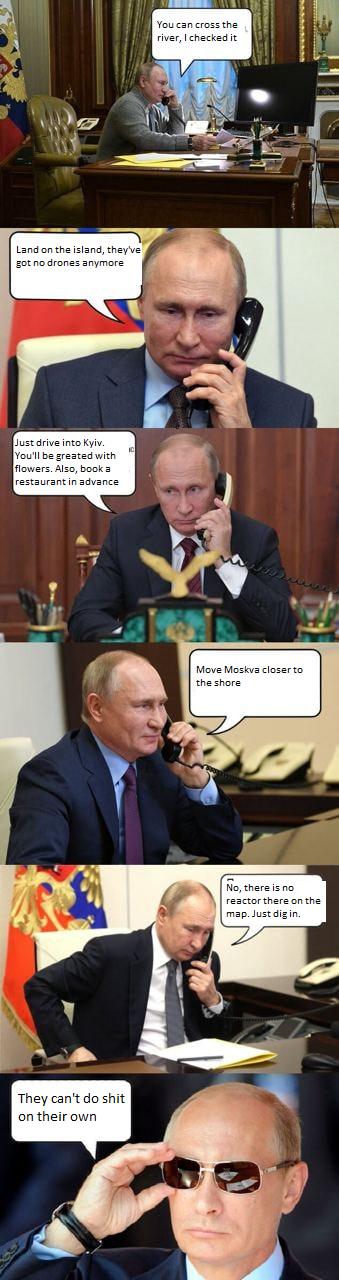 You can cross the
river, I checked it
Land on the island, they've
got no drones anymore
Just drive into Kyiv.
You'll be greated with
flowers. Also, book a
restaurant in advance
Move Moskva closer to
the shore
No, there is no
reactor there on the
map. Just dig in.
They can't do shit
on their own